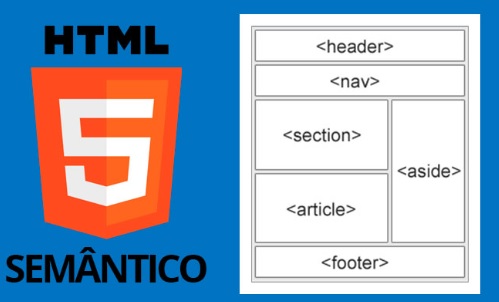 HTML
5
SEMÂNTICO
<header>
<nav>
<section>
<aside>
<article>
<footer>